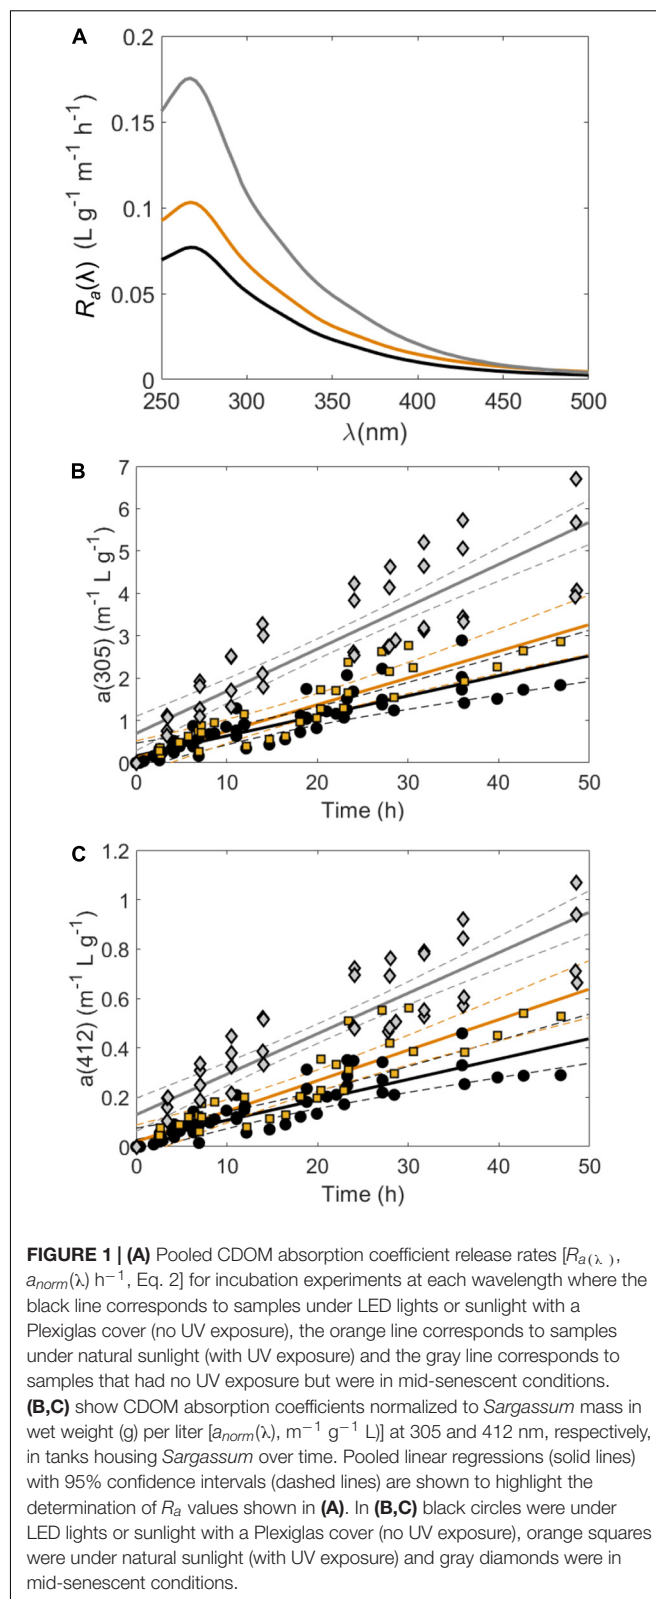 A
0.2
0.15
0.1
0.05
0
R_a(λ) (L g⁻¹ m⁻¹ h⁻¹)
250 300 350 400 450 500
λ(nm)
B
7
6
5
4
3
2
1
0
a(305) (m⁻¹ L g⁻¹)
0 10 20 30 40 50
Time (h)
C
1.2
1
0.8
0.6
0.4
0.2
0
a(412) (m⁻¹ L g⁻¹)
0 10 20 30 40 50
Time (h)
FIGURE 1 | (A) Pooled CDOM absorption coefficient release rates [R_a(λ),
a_norm(λ) h⁻¹, Eq. 2] for incubation experiments at each wavelength where the
black line corresponds to samples under LED lights or sunlight with a
Plexiglas cover (no UV exposure), the orange line corresponds to samples
under natural sunlight (with UV exposure) and the gray line corresponds to
samples that had no UV exposure but were in mid-senescent conditions.
(B,C) show CDOM absorption coefficients normalized to Sargassum mass in
wet weight (g) per liter [a_norm(λ), m⁻¹ g⁻¹ L)] at 305 and 412 nm, respectively,
in tanks housing Sargassum over time. Pooled linear regressions (solid lines)
with 95% confidence intervals (dashed lines) are shown to highlight the
determination of R_a values shown in (A). In (B,C) black circles were under
LED lights or sunlight with a Plexiglas cover (no UV exposure), orange squares
were under natural sunlight (with UV exposure) and gray diamonds were in
mid-senescent conditions.